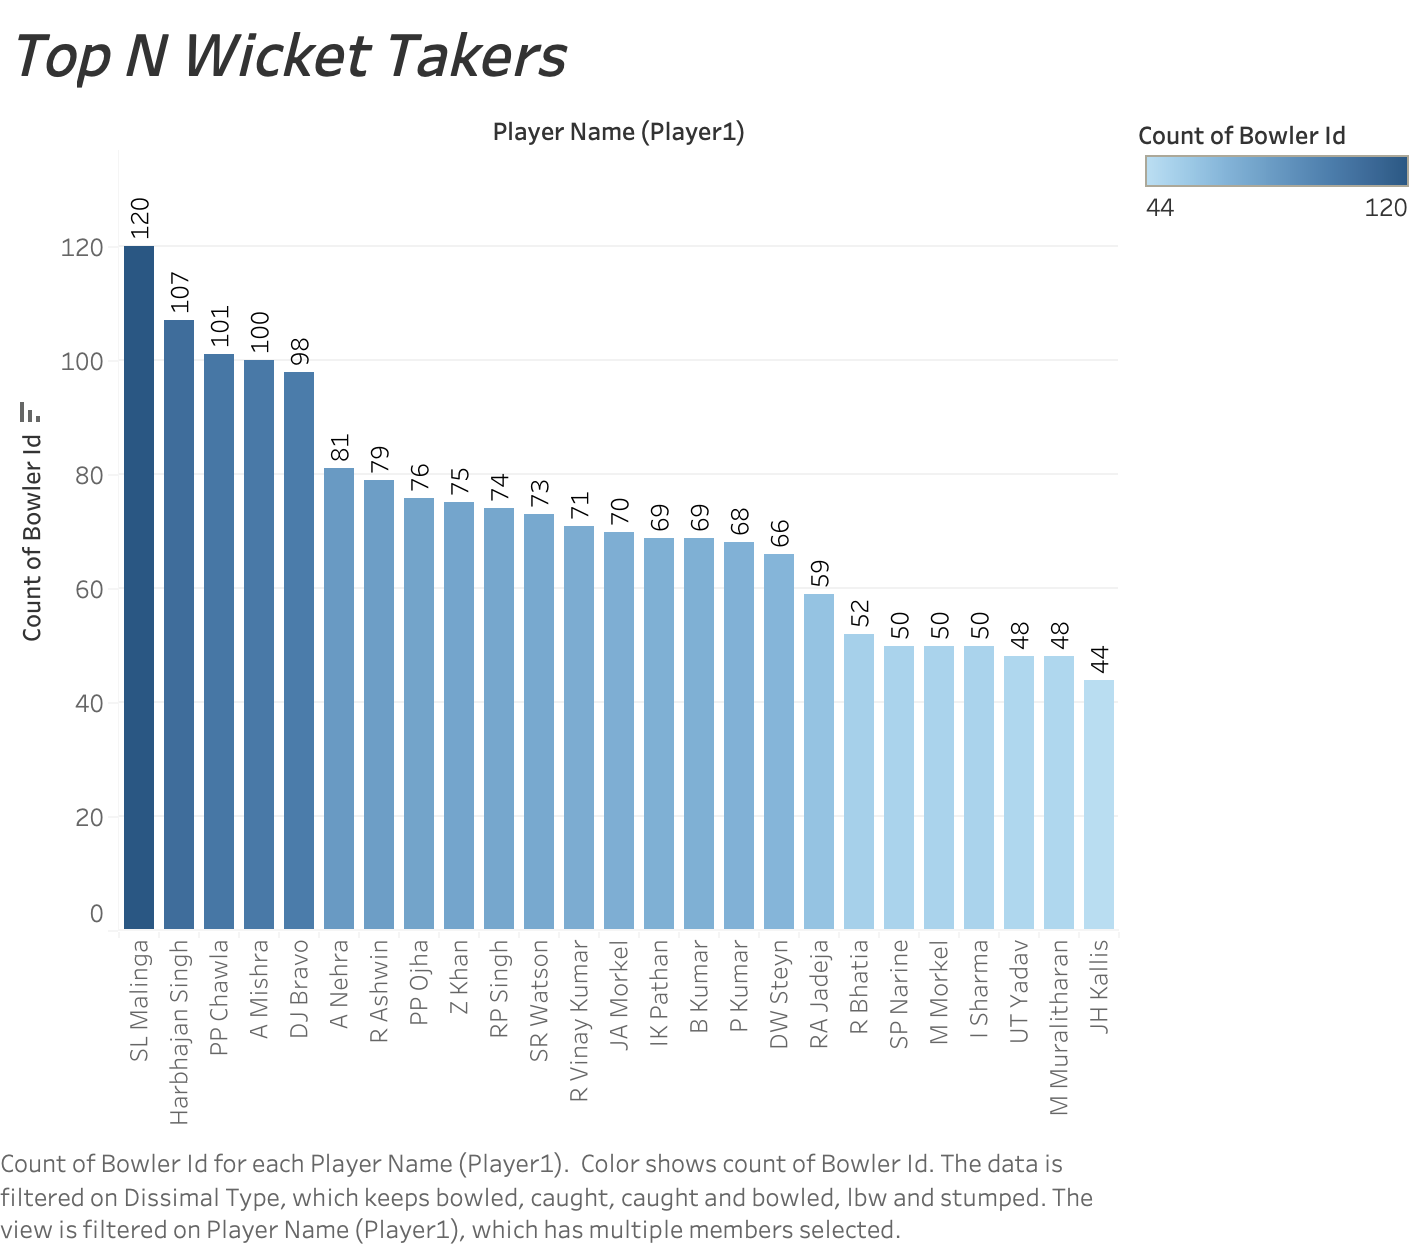 Top N Wicket Takers
Player Name (Player1)
Count of Bowler Id
44 120
Count of Bowler Id
120
100
80
60
40
20
0
120
107
101
100
98
81
79
76
75
74
73
71
70
69
69
68
66
59
52
50
50
50
48
48
44
SL Malinga
Harbhajan Singh
PP Chawla
A Mishra
DJ Bravo
A Nehra
R Ashwin
PP Ojha
Z Khan
RP Singh
SR Watson
R Vinay Kumar
JA Morkel
IK Pathan
B Kumar
P Kumar
DW Steyn
RA Jadeja
R Bhatia
SP Narine
M Morkel
I Sharma
UT Yadav
M Muralitharan
JH Kallis
Count of Bowler Id for each Player Name (Player1).  Color shows count of Bowler Id. The data is
filtered on Dissimal Type, which keeps bowled, caught, caught and bowled, lbw and stumped. The
view is filtered on Player Name (Player1), which has multiple members selected.